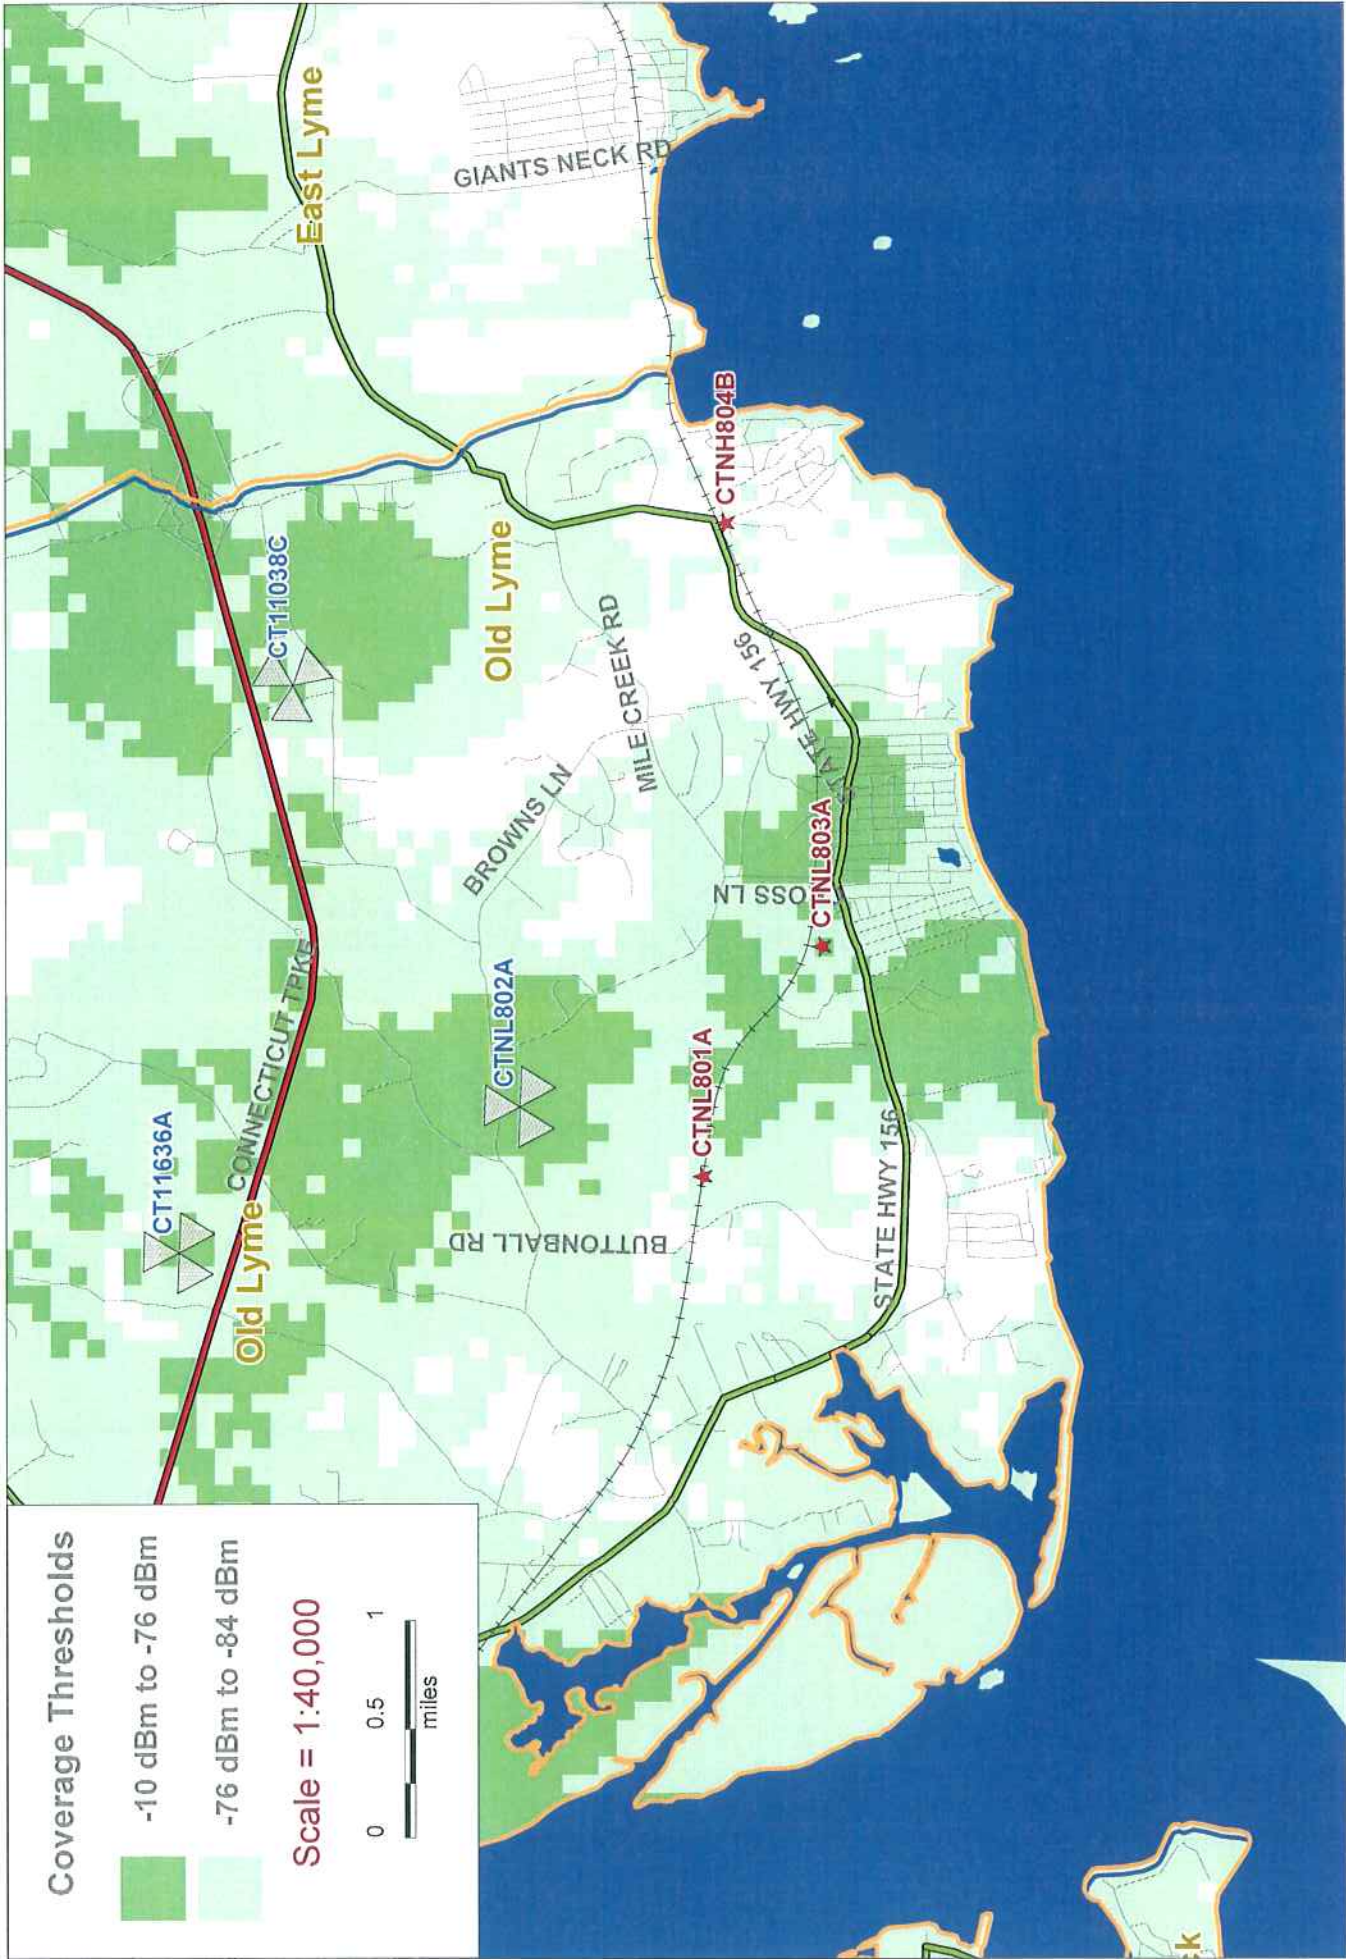 Coverage Thresholds
-10 dBm to -76 dBm
-76 dBm to -84 dBm
Scale = 1:40,000
0 0.5 1
miles
CT11636A
CONNECTICUT TPKE
Old Lyme
CT11038C
East Lyme
GIANTS NECK RD
CTNL802A
BROWNS LN
Old Lyme
MILE CREEK RD
BUTTONBALL RD
CTNL801A
OSS LN
CTNL803A
STATE HWY 156
CTNH804B
STATE HWY 156
k